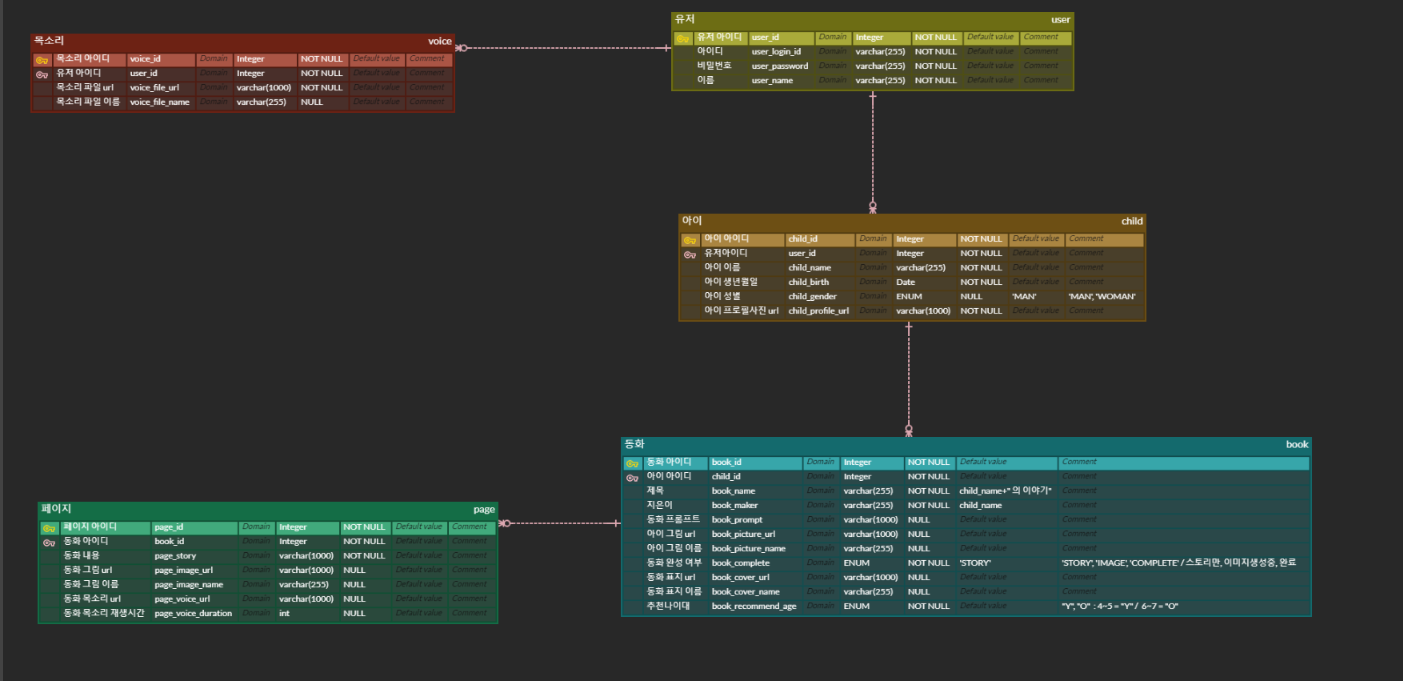 목소리 voice
목소리 아이디 voice_id Domain Integer NOT NULL Default value Comment
유저 아이디 user_id Domain Integer NOT NULL Default value Comment
목소리 파일 url voice_file_url Domain varchar(1000) NOT NULL Default value Comment
목소리 파일 이름 voice_file_name Domain varchar(255) NULL Default value Comment
유저 user
유저 아이디 user_id Domain Integer NOT NULL Default value Comment
아이디 user_login_id Domain varchar(255) NOT NULL Default value Comment
비밀번호 user_password Domain varchar(255) NOT NULL Default value Comment
이름 user_name Domain varchar(255) NOT NULL Default value Comment
아이 child
아이 아이디 child_id Domain Integer NOT NULL Default value Comment
유저아이디 user_id Domain Integer NOT NULL Default value Comment
아이 이름 child_name Domain varchar(255) NOT NULL Default value Comment
아이 생년월일 child_birth Domain Date NOT NULL Default value Comment
아이 성별 child_gender Domain ENUM NULL 'MAN' 'MAN', 'WOMAN'
아이 프로필사진 url child_profile_url Domain varchar(1000) NOT NULL Default value Comment
동화 book
동화 아이디 book_id Domain Integer NOT NULL Default value Comment
아이 아이디 child_id Domain Integer NOT NULL Default value Comment
제목 book_name Domain varchar(255) NOT NULL child_name+" 의 이야기" Comment
지은이 book_maker Domain varchar(255) NOT NULL child_name Comment
동화 프롬프트 book_prompt Domain varchar(1000) NULL Default value Comment
아이 그림 url book_picture_url Domain varchar(1000) NULL Default value Comment
아이 그림 이름 book_picture_name Domain varchar(255) NULL Default value Comment
동화 완성 여부 book_complete Domain ENUM NOT NULL 'STORY' 'STORY', 'IMAGE', 'COMPLETE' / 스토리만, 이미지생성중, 완료
동화 표지 url book_cover_url Domain varchar(1000) NULL Default value Comment
동화 표지 이름 book_cover_name Domain varchar(255) NULL Default value Comment
추천나이대 book_recommend_age Domain ENUM NOT NULL Default value "Y", "O" : 4~5 = "Y" / 6~7 = "O"
페이지 page
페이지 아이디 page_id Domain Integer NOT NULL Default value Comment
동화 아이디 book_id Domain Integer NOT NULL Default value Comment
동화 내용 page_story Domain varchar(1000) NOT NULL Default value Comment
동화 그림 url page_image_url Domain varchar(1000) NULL Default value Comment
동화 그림 이름 page_image_name Domain varchar(255) NULL Default value Comment
동화 목소리 url page_voice_url Domain varchar(1000) NULL Default value Comment
동화 목소리 재생시간 page_voice_duration Domain int NULL Default value Comment